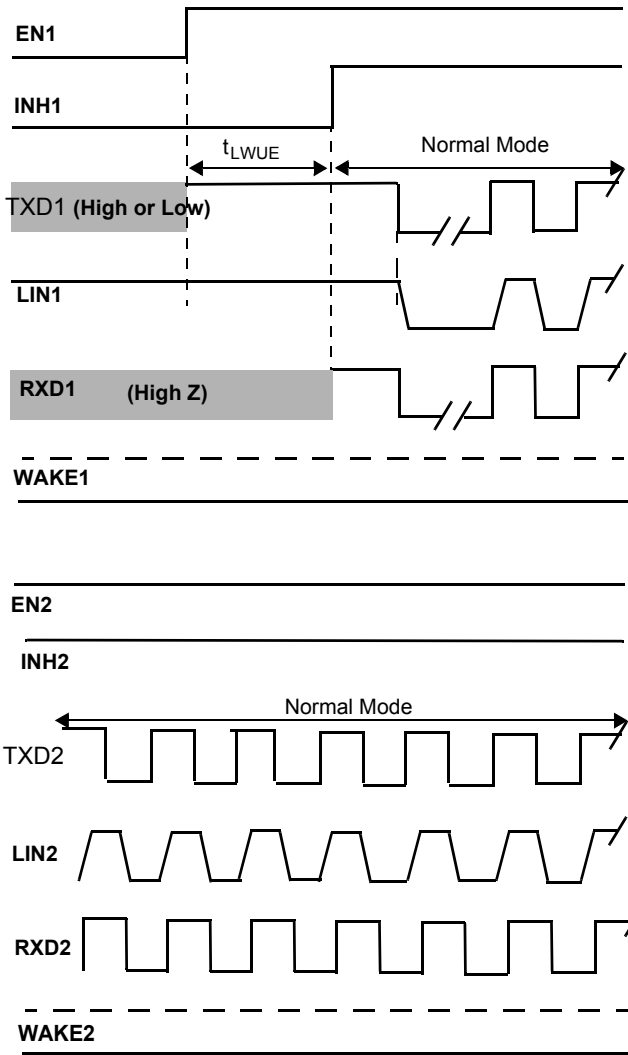 EN1
INH1
tLWUE
Normal Mode
TXD1 (High or Low)
LIN1
RXD1 (High Z)
WAKE1
EN2
INH2
Normal Mode
TXD2
LIN2
RXD2
WAKE2